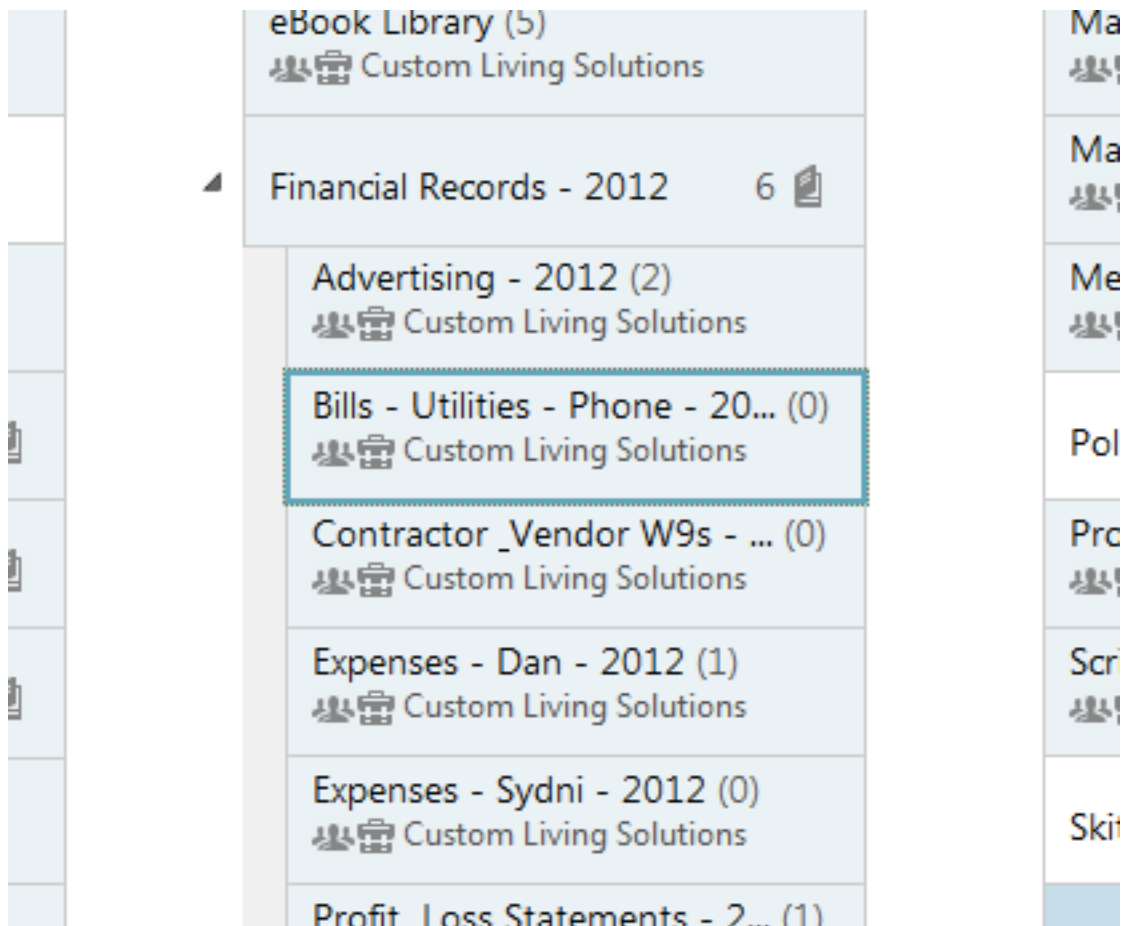 eBook Library (5)
Custom Living Solutions
Financial Records - 2012 6
Advertising - 2012 (2)
Custom Living Solutions
Bills - Utilities - Phone - 20... (0)
Custom Living Solutions
Contractor _Vendor W9s - ... (0)
Custom Living Solutions
Expenses - Dan - 2012 (1)
Custom Living Solutions
Expenses - Sydni - 2012 (0)
Custom Living Solutions
Profit_Loss Statements - 2... (1)
Ma
Ma
Me
Pol
Pro
Scri
Skit